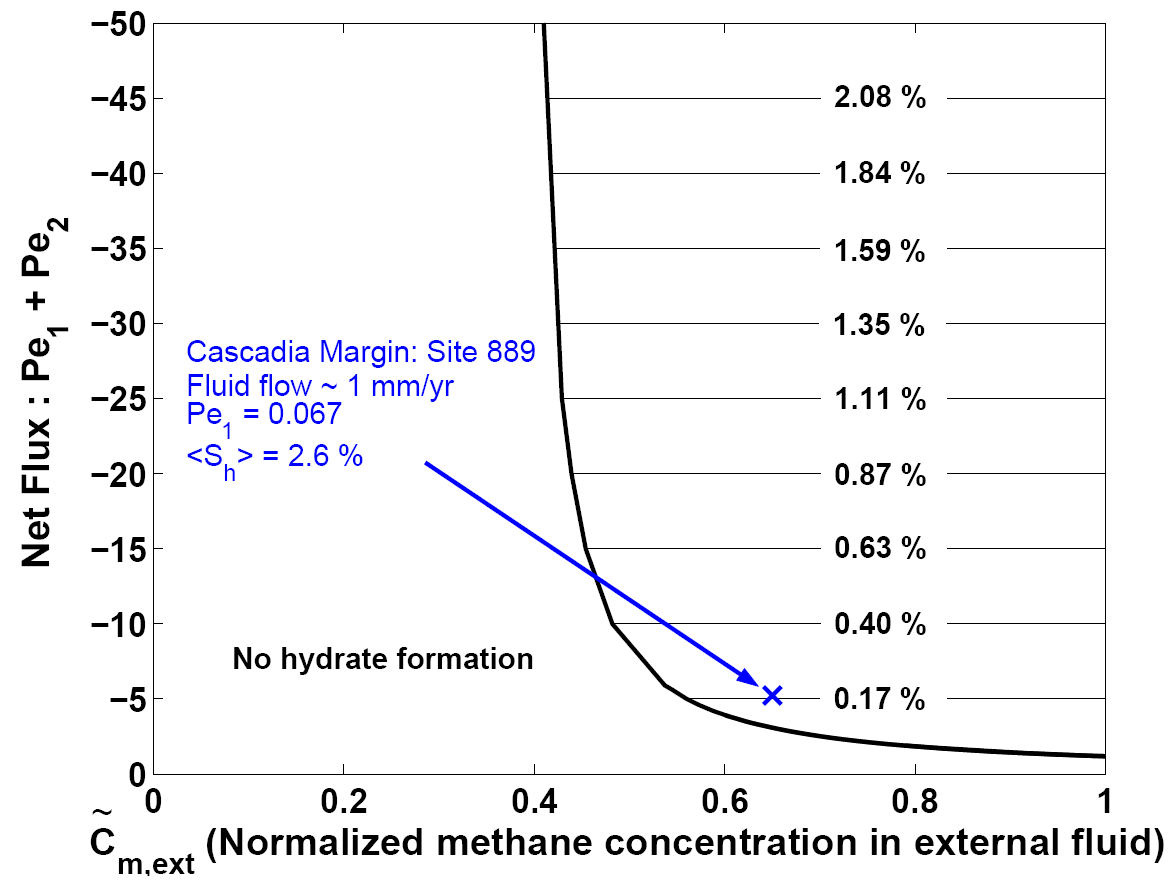 −50
−45
−40
−35
−30
−25
−20
−15
−10
−5
0
Net Flux : Pe1 + Pe2
2.08 %
1.84 %
1.59 %
1.35 %
1.11 %
0.87 %
0.63 %
0.40 %
0.17 %
Cascadia Margin: Site 889
Fluid flow ~ 1 mm/yr
Pe1 = 0.067
<Sh> = 2.6 %
No hydrate formation
0 0.2 0.4 0.6 0.8 1
C̃m,ext (Normalized methane concentration in external fluid)